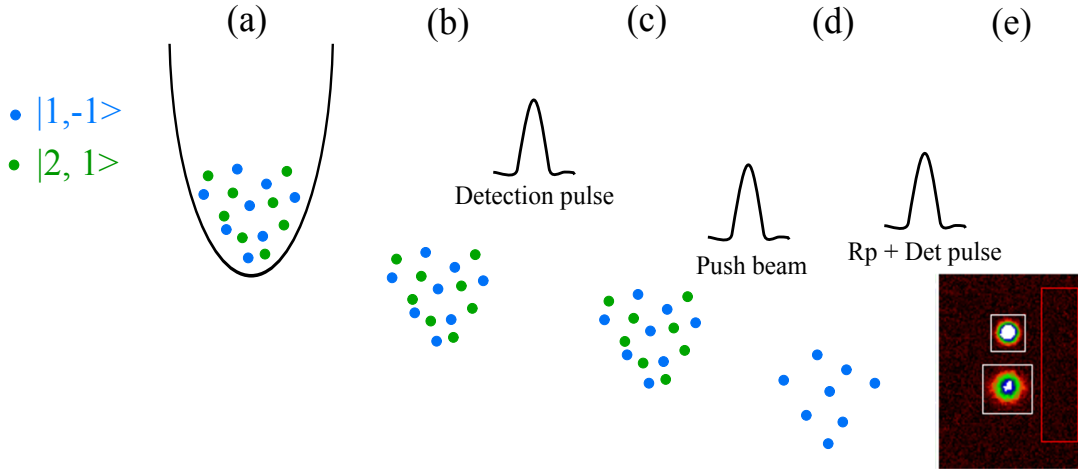 (a)
(b)
(c)
(d)
(e)
|1,-1>
|2, 1>
Detection pulse
Push beam
Rp + Det pulse